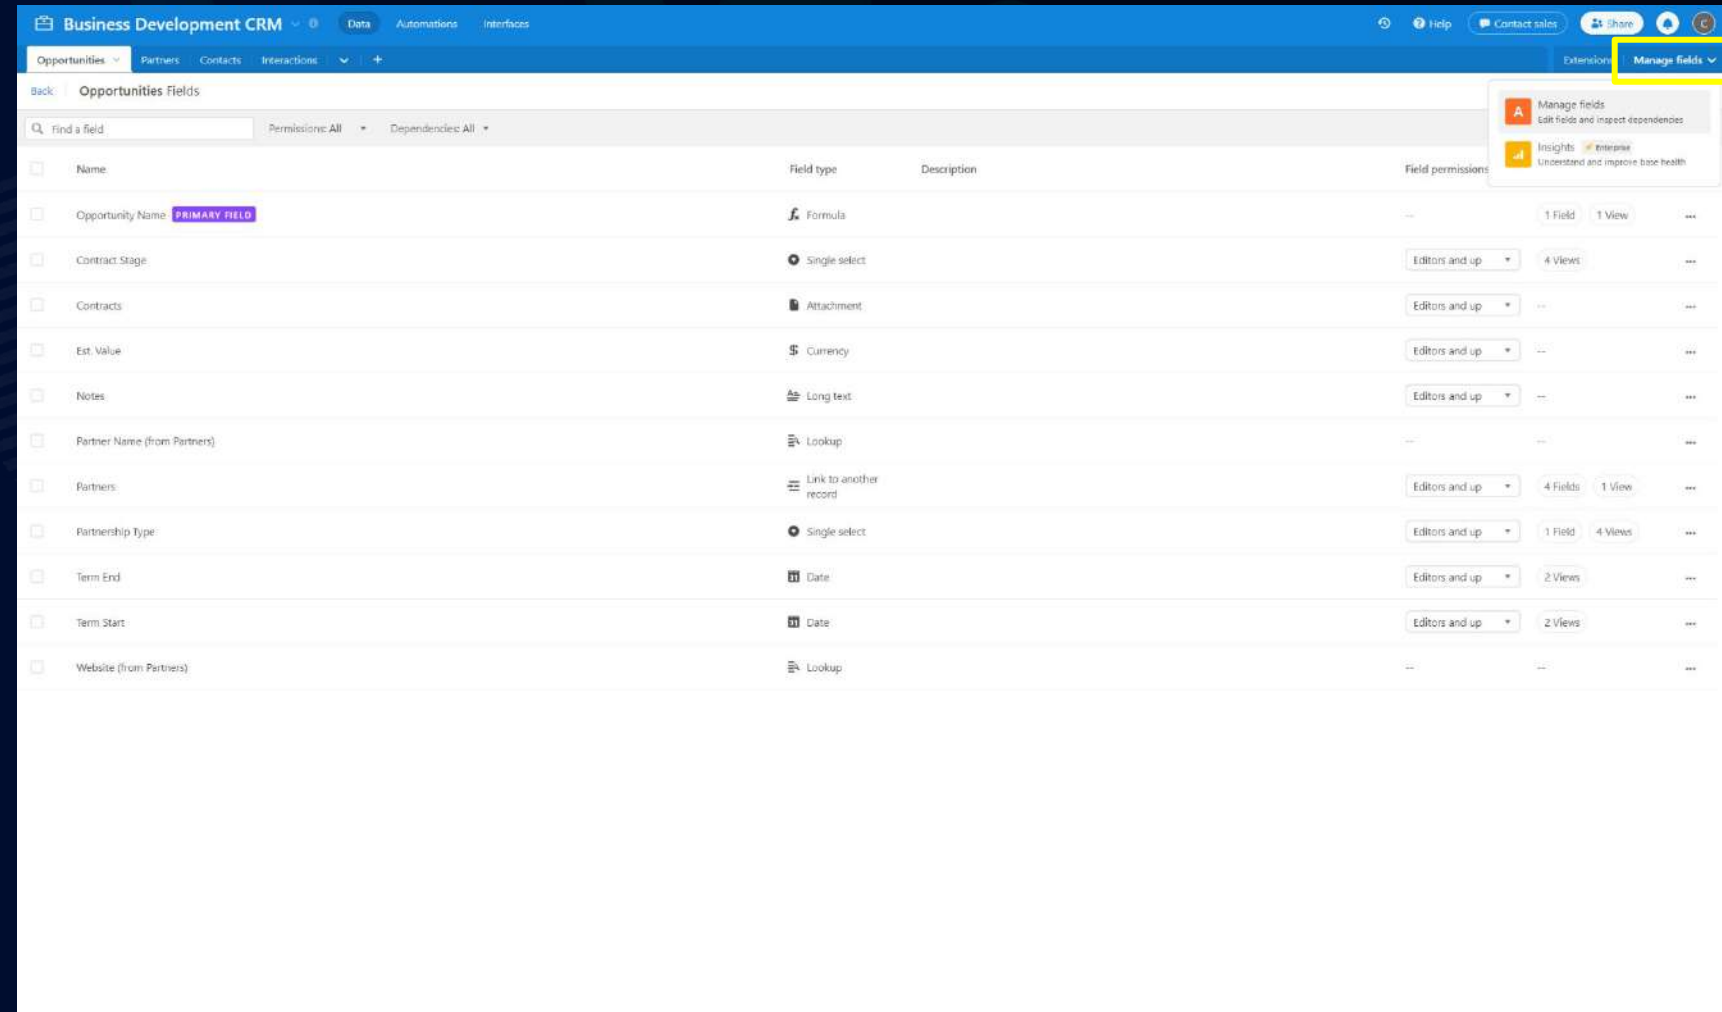 Business Development CRM Data Automations Interfaces Help Contact sales Share C
Opportunities Partners Contacts Interactions + Extensions Manage fields
Back Opportunities Fields
Manage fields
Edit fields and inspect dependencies
Insights Enterprise
Understand and improve base health
Find a field Permissions: All Dependencies: All
Name Field type Description Field permissions
Opportunity Name PRIMARY FIELD Formula -- 1 Field 1 View ...
Contract Stage Single select Editors and up 4 Views ...
Contracts Attachment Editors and up -- ...
Est. Value Currency Editors and up -- ...
Notes Long text Editors and up -- ...
Partner Name (from Partners) Lookup -- -- ...
Partners Link to another record Editors and up 4 Fields 1 View ...
Partnership Type Single select Editors and up 1 Field 4 Views ...
Term End Date Editors and up 2 Views ...
Term Start Date Editors and up 2 Views ...
Website (from Partners) Lookup -- -- ...